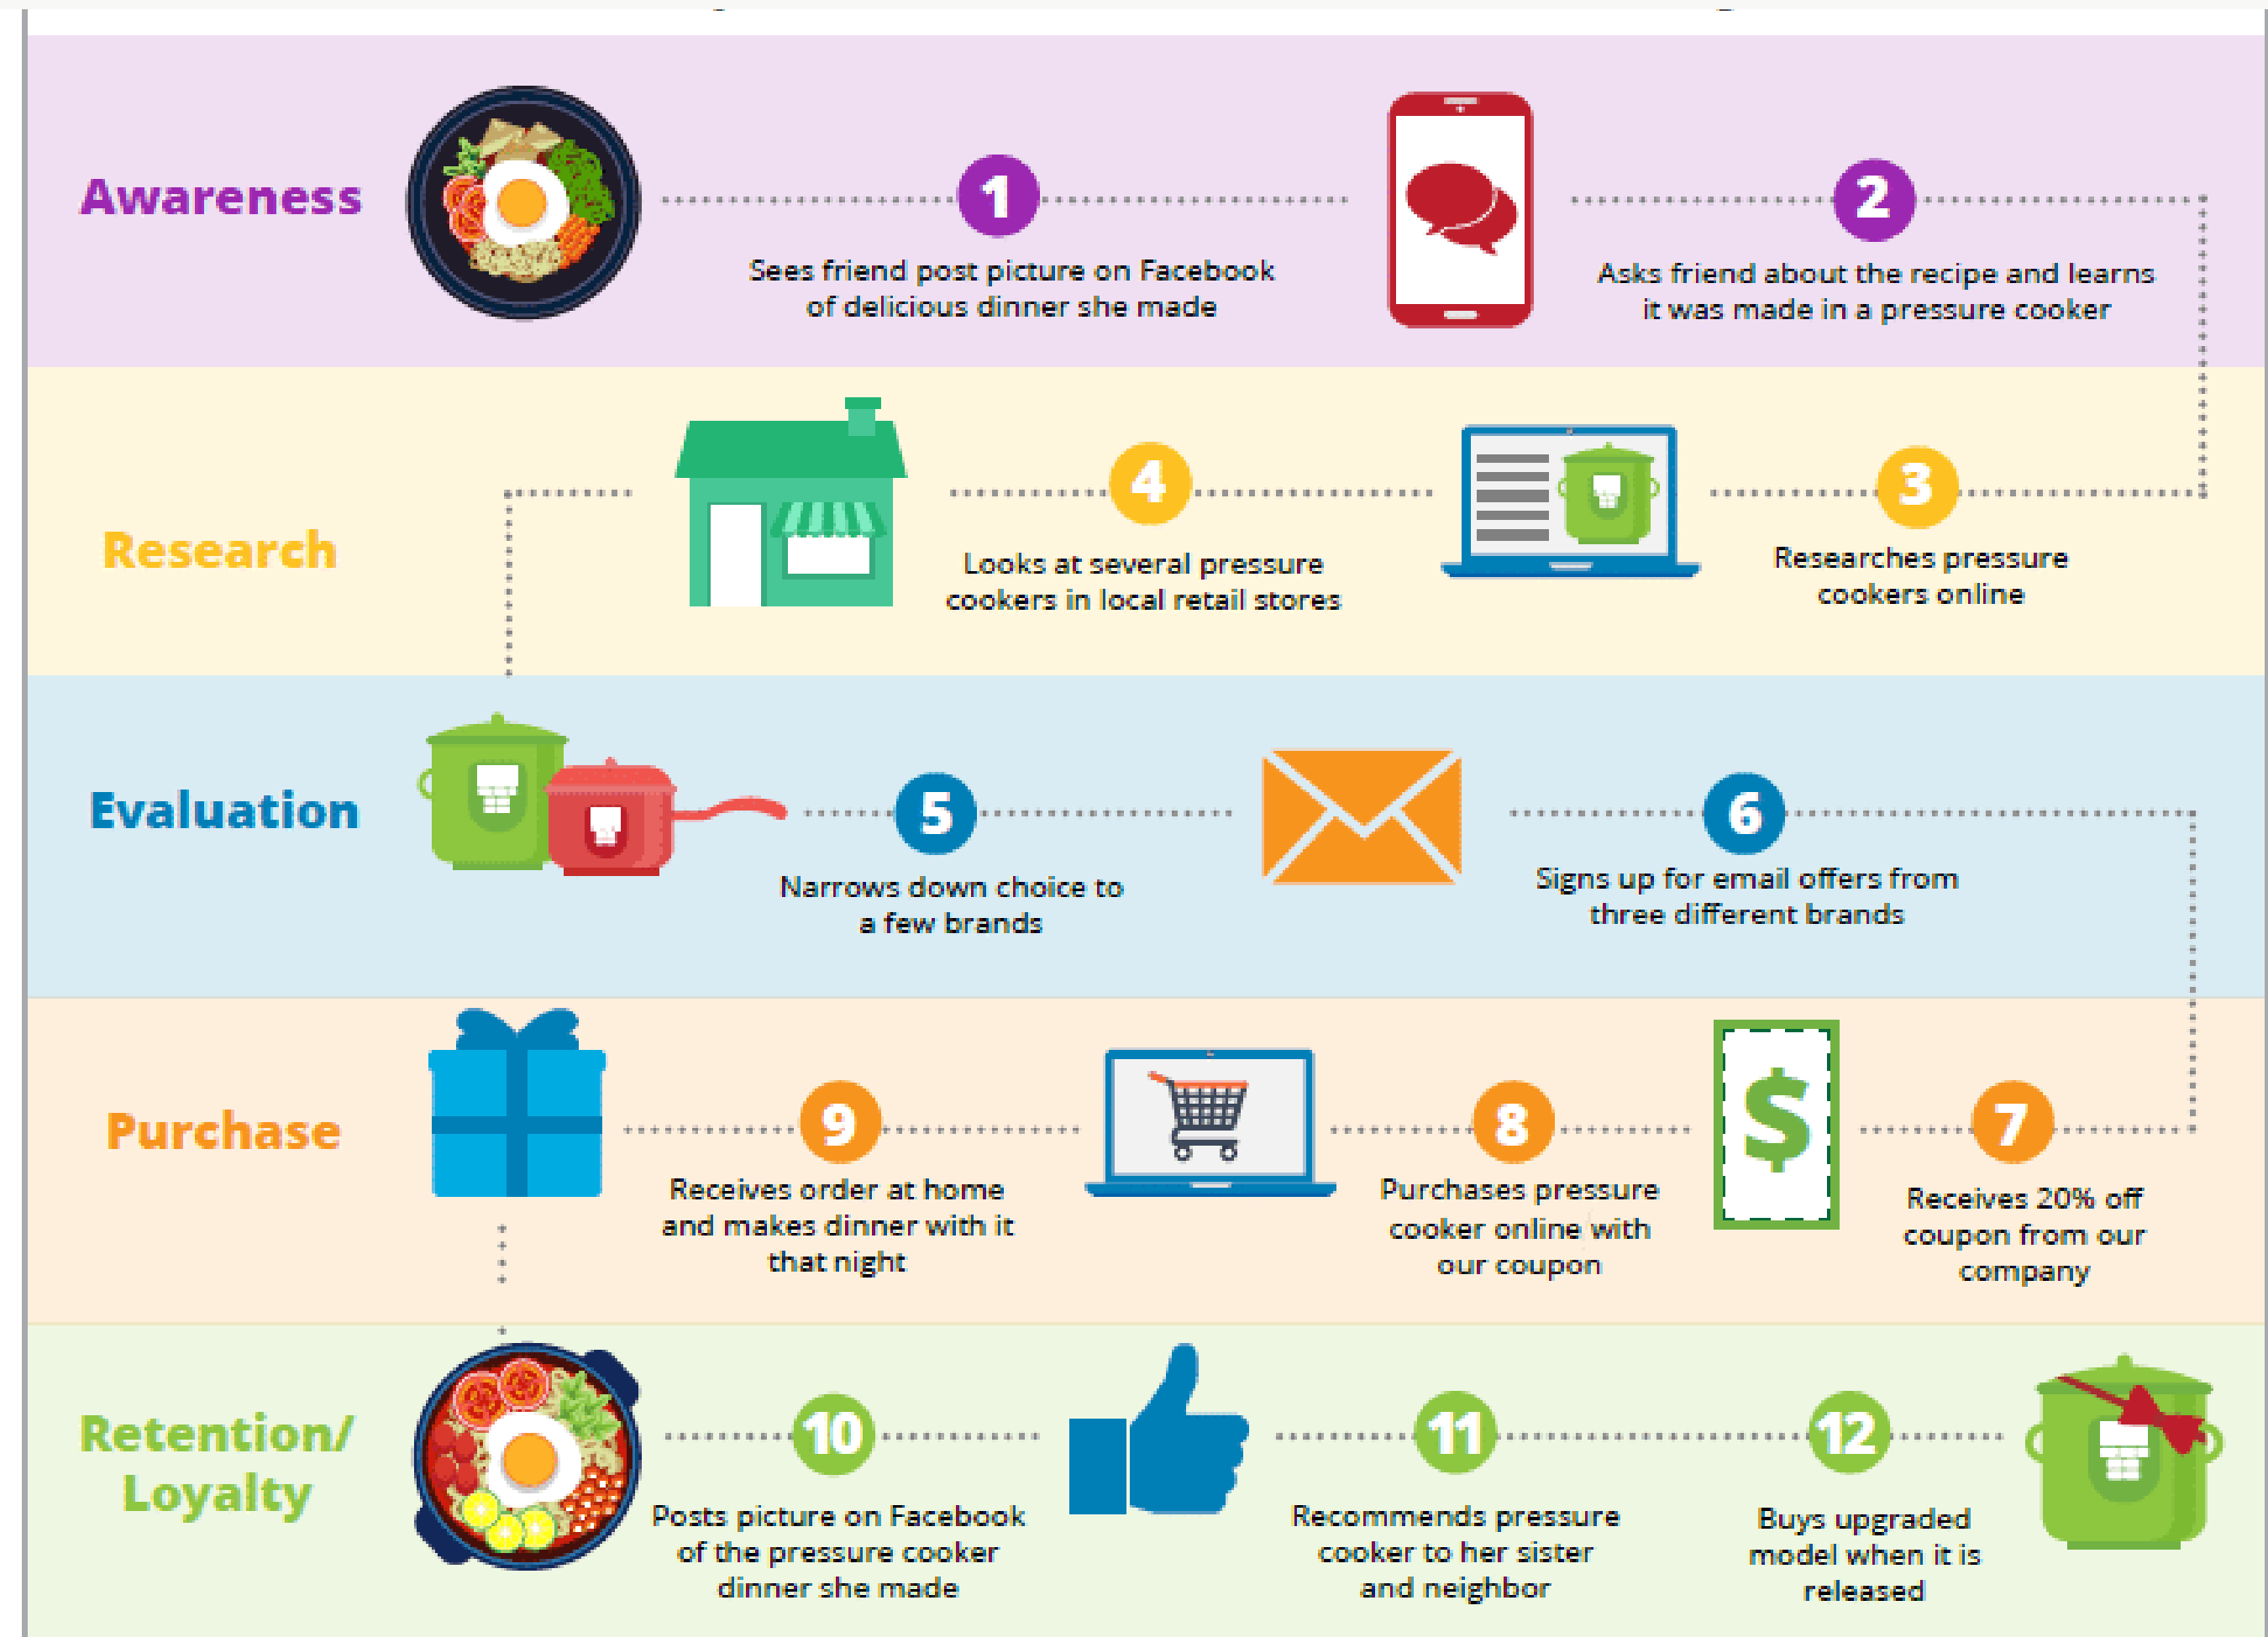 Awareness
1
Sees friend post picture on Facebook
of delicious dinner she made
2
Asks friend about the recipe and learns
it was made in a pressure cooker
Research
3
Researches pressure
cookers online
4
Looks at several pressure
cookers in local retail stores
Evaluation
5
Narrows down choice to
a few brands
6
Signs up for email offers from
three different brands
Purchase
$
7
Receives 20% off
coupon from our
company
8
Purchases pressure
cooker online with
our coupon
9
Receives order at home
and makes dinner with it
that night
Retention/
Loyalty
10
Posts picture on Facebook
of the pressure cooker
dinner she made
11
Recommends pressure
cooker to her sister
and neighbor
12
Buys upgraded
model when it is
released